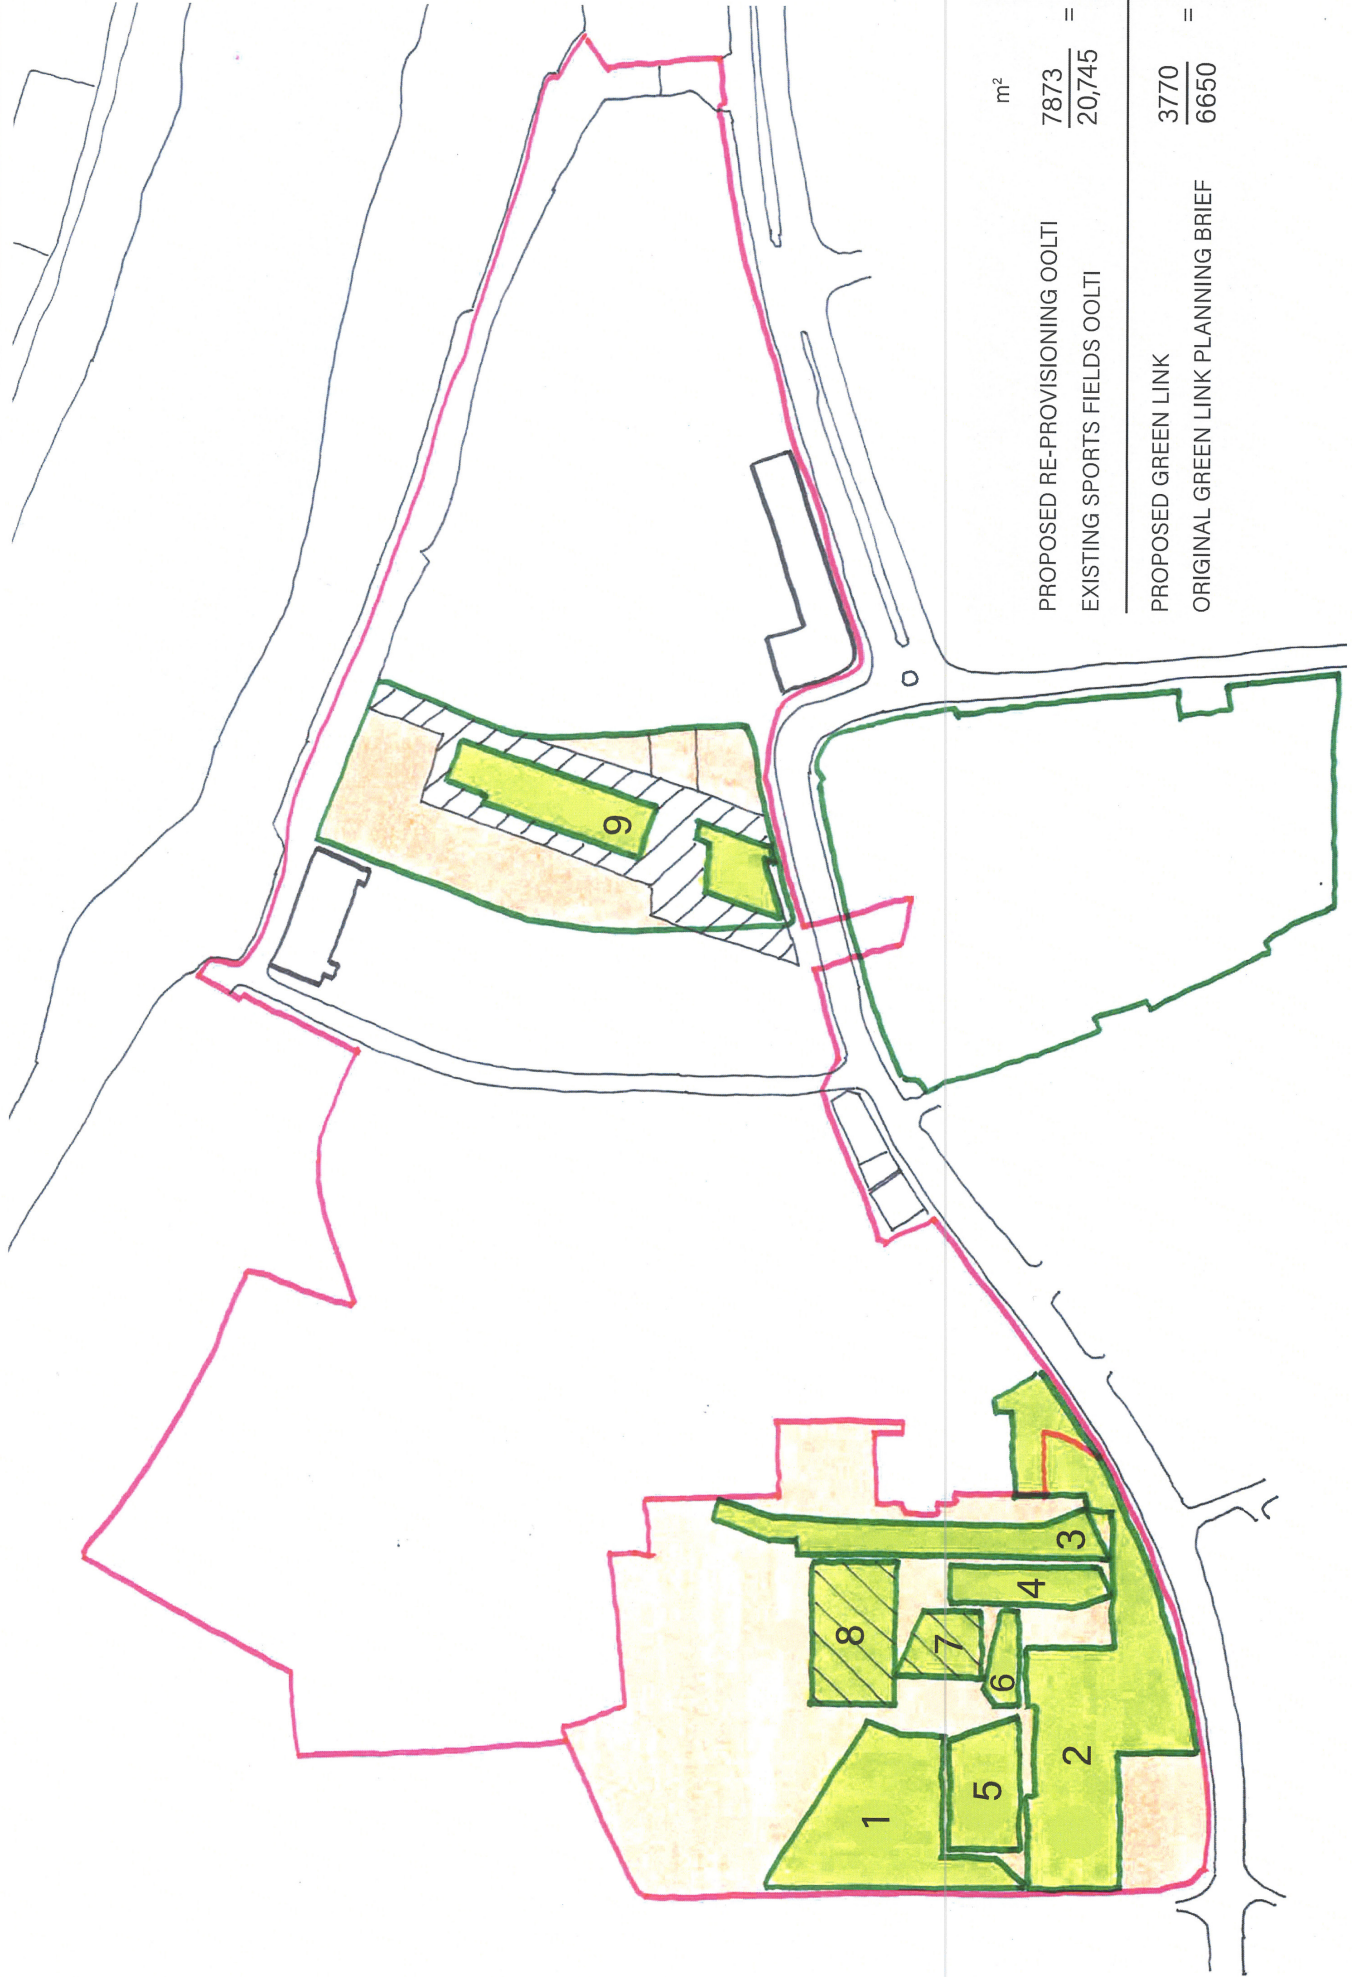 m²
PROPOSED RE-PROVISIONING OOLTI 7873 =
EXISTING SPORTS FIELDS OOLTI 20,745
PROPOSED GREEN LINK 3770 =
ORIGINAL GREEN LINK PLANNING BRIEF 6650
1
2
3
4
5
6
7
8
9